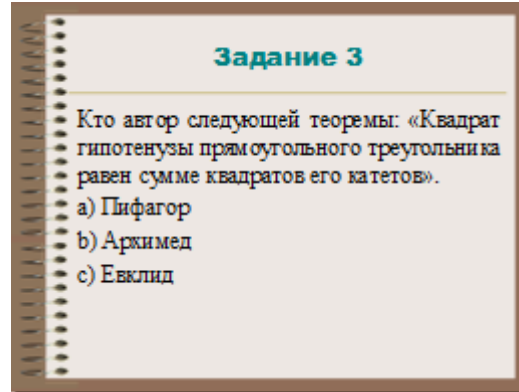 Задание 3
Кто автор следующей теоремы: «Квадрат
гипотенузы прямоугольного треугольника
равен сумме квадратов его катетов».
a) Пифагор
b) Архимед
c) Евклид